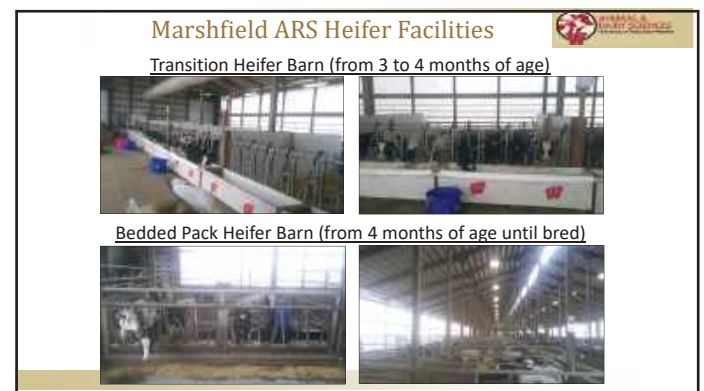 Marshfield ARS Heifer Facilities
Transition Heifer Barn (from 3 to 4 months of age)
W
W
W
W
W
Bedded Pack Heifer Barn (from 4 months of age until bred)